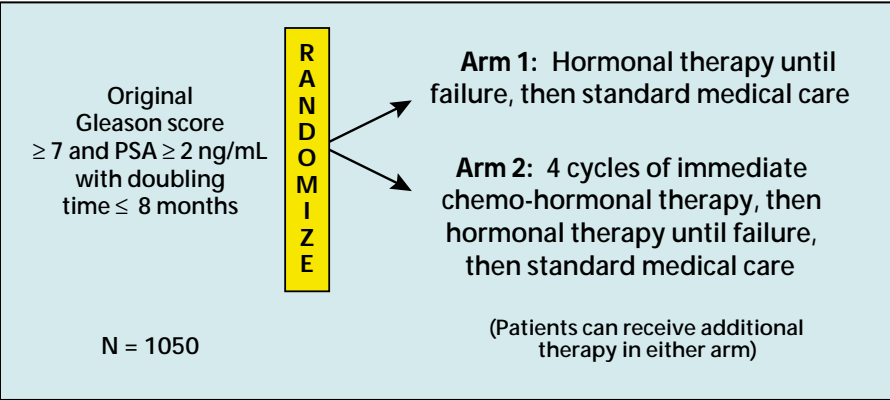 Original
Gleason score
≥ 7 and PSA ≥ 2 ng/mL
with doubling
time ≤ 8 months
N = 1050
R
A
N
D
O
M
I
Z
E
Arm 1: Hormonal therapy until
failure, then standard medical care
Arm 2: 4 cycles of immediate
chemo-hormonal therapy, then
hormonal therapy until failure,
then standard medical care
(Patients can receive additional
therapy in either arm)